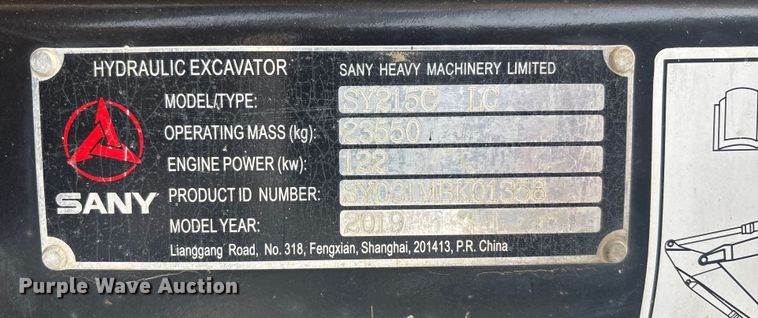 HYDRAULIC EXCAVATOR SANY HEAVY MACHINERY LIMITED
MODEL/TYPE: SY215C LC
OPERATING MASS (kg): 23550
ENGINE POWER (kw): 122
PRODUCT ID NUMBER:
SANY
MODEL YEAR: 2019
Lianggang Road, No. 318, Fengxian, Shanghai, 201413, P.R. China
Purple Wave Auction